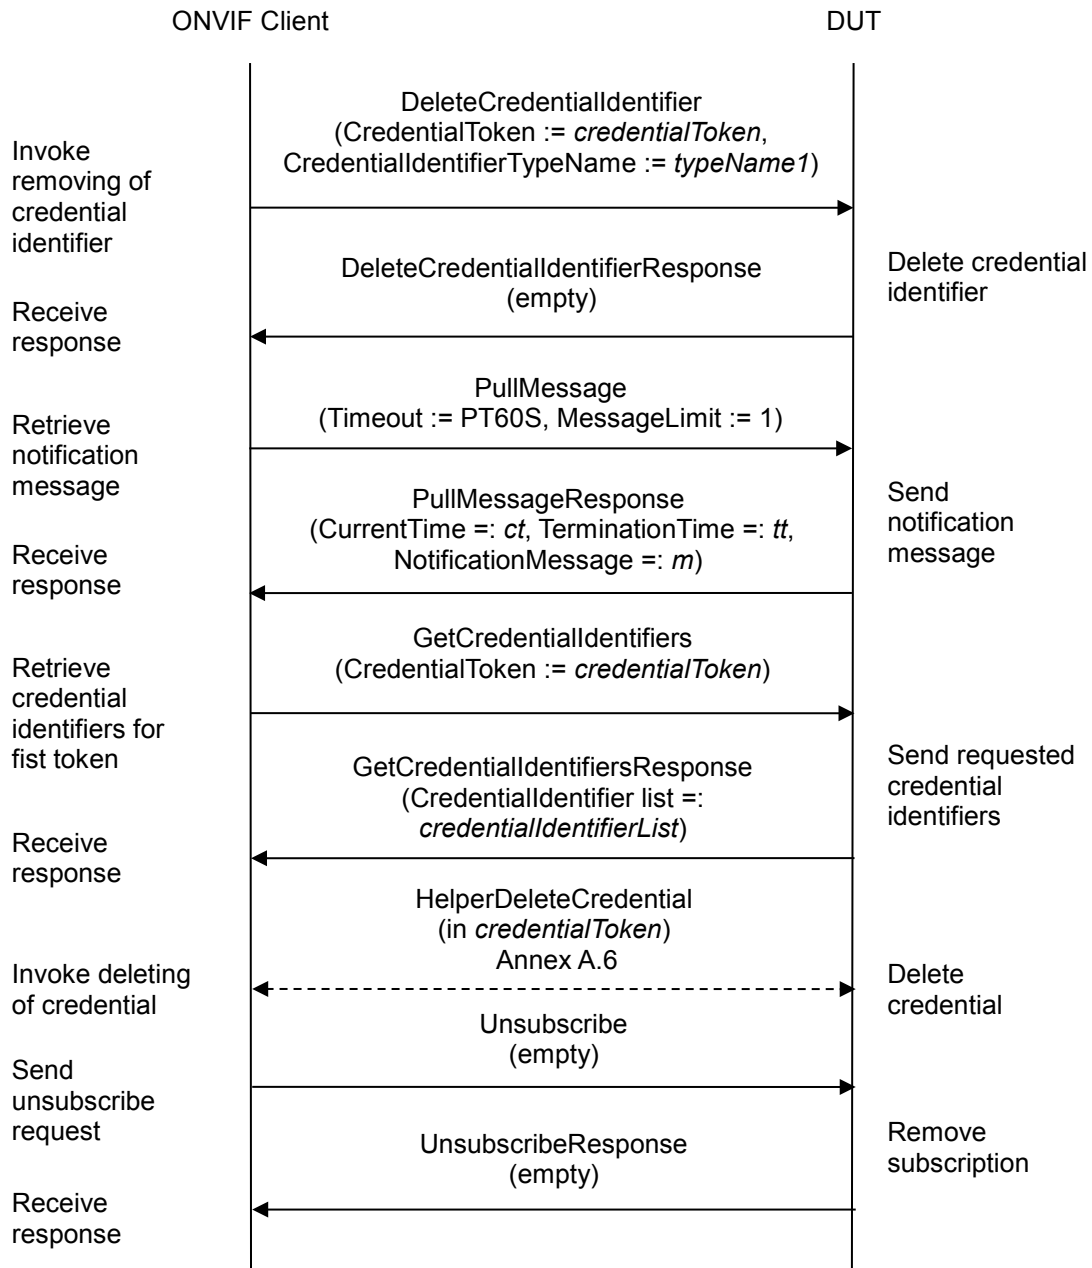 ONVIF Client
DUT
DeleteCredentialIdentifier
(CredentialToken := credentialToken,
CredentialIdentifierTypeName := typeName1)
Invoke
removing of
credential
identifier
DeleteCredentialIdentifierResponse
(empty)
Delete credential
identifier
Receive
response
PullMessage
(Timeout := PT60S, MessageLimit := 1)
Retrieve
notification
message
PullMessageResponse
(CurrentTime =: ct, TerminationTime =: tt,
NotificationMessage =: m)
Send
notification
message
Receive
response
GetCredentialIdentifiers
(CredentialToken := credentialToken)
Retrieve
credential
identifiers for
fist token
GetCredentialIdentifiersResponse
(CredentialIdentifier list =:
credentialIdentifierList)
Send requested
credential
identifiers
Receive
response
HelperDeleteCredential
(in credentialToken)
Annex A.6
Invoke deleting
of credential
Delete
credential
Unsubscribe
(empty)
Send
unsubscribe
request
UnsubscribeResponse
(empty)
Remove
subscription
Receive
response